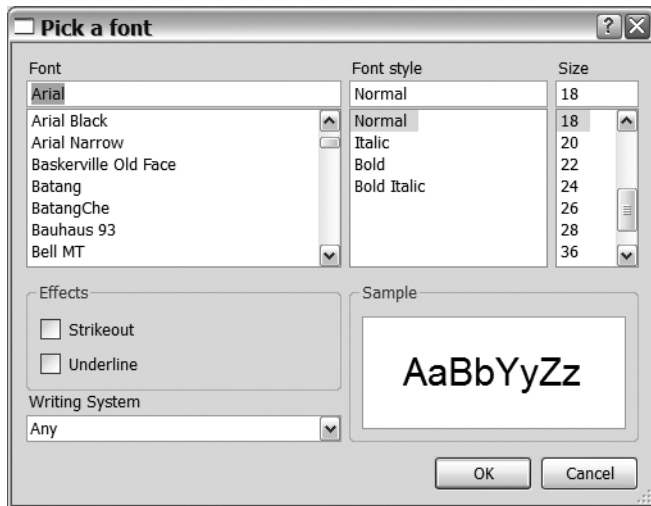 Pick a font
Font
Arial
Arial Black
Arial Narrow
Baskerville Old Face
Batang
BatangChe
Bauhaus 93
Bell MT
Font style
Normal
Normal
Italic
Bold
Bold Italic
Size
18
18
20
22
24
26
28
36
Effects
Strikeout
Underline
Writing System
Any
Sample
AaBbYyZz
OK
Cancel